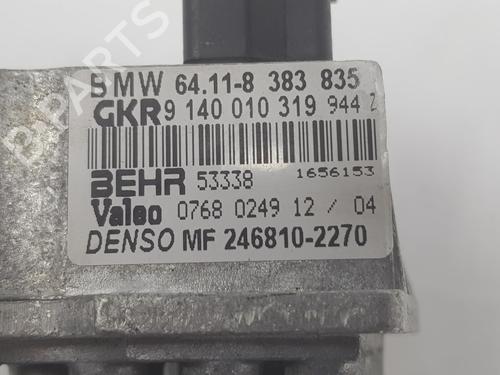 BMW 64.11-8 383 835
GKR 9 140 010 319 944 Z
BEHR 53338 1656153
Valeo 0768 0249 12 / 04
DENSO MF 246810-2270